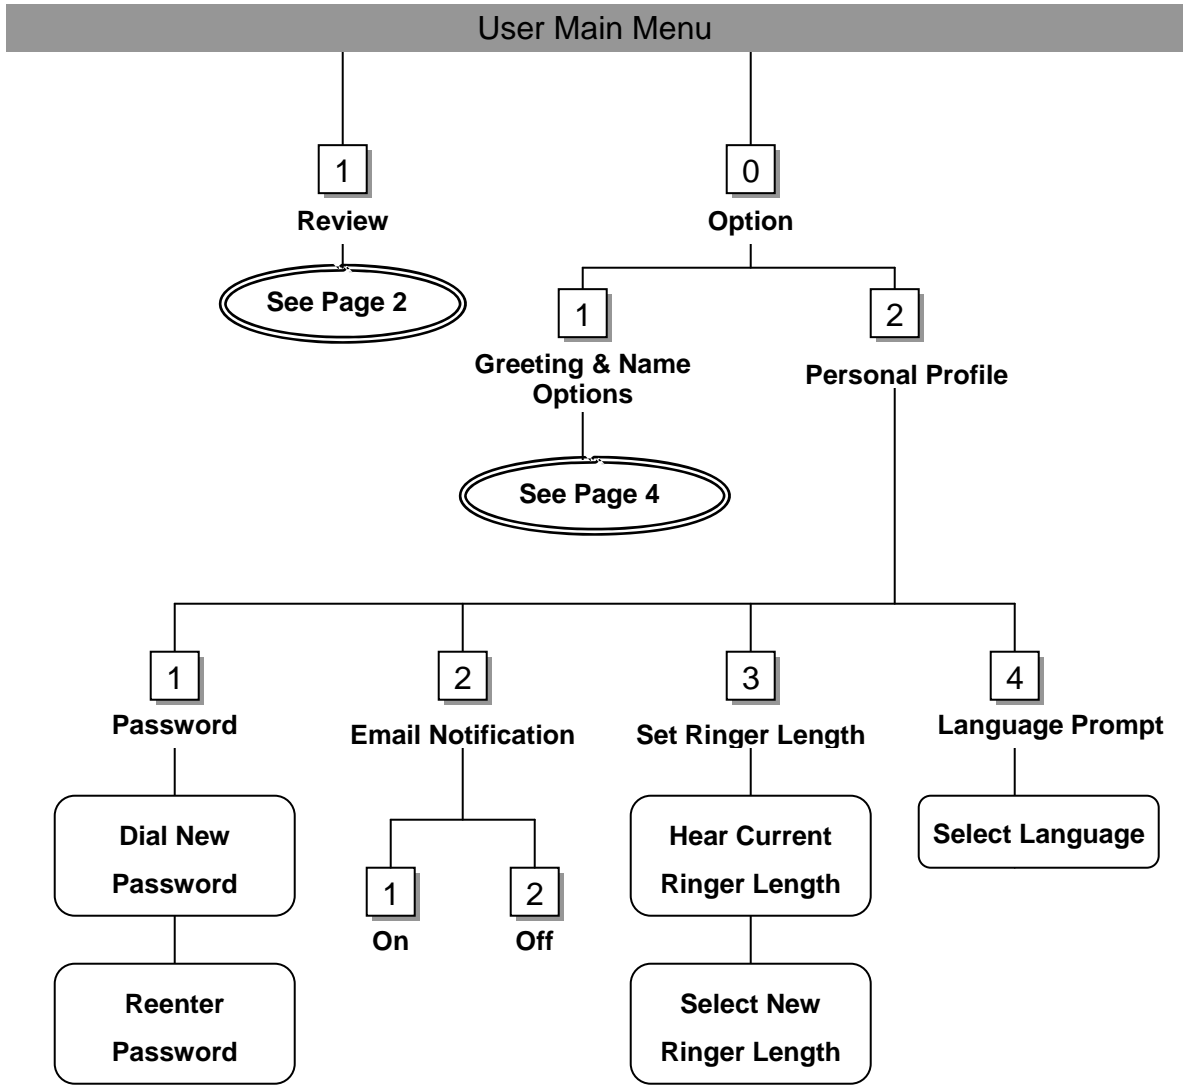 User Main Menu
1
0
Review
Option
See Page 2
1
2
Greeting & Name
Options
Personal Profile
See Page 4
1
2
3
4
Password
Email Notification
Set Ringer Length
Language Prompt
Dial New
Password
Hear Current
Ringer Length
Select Language
1
2
On
Off
Reenter
Password
Select New
Ringer Length